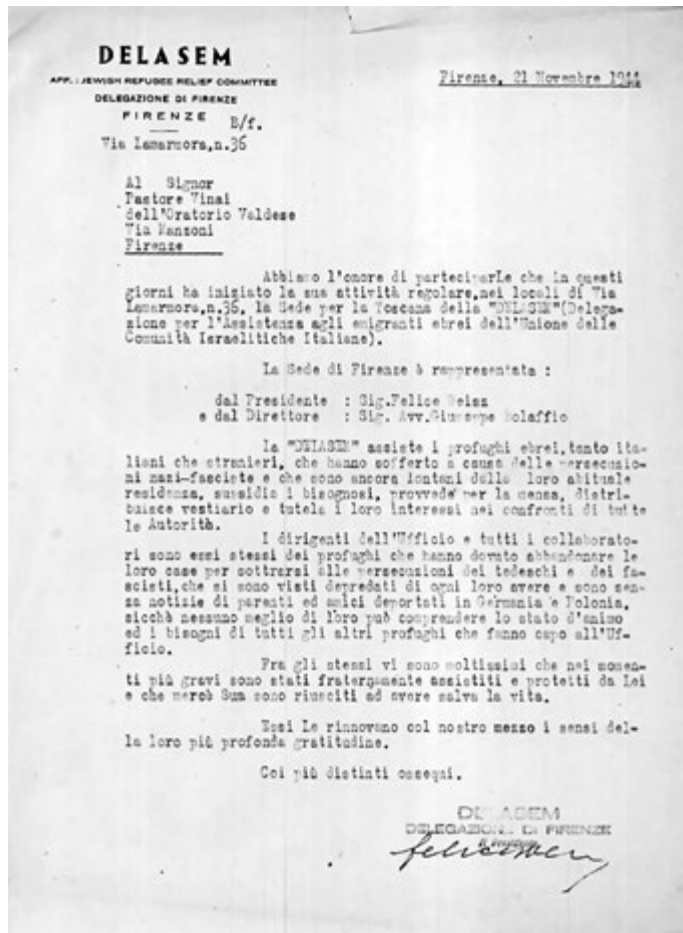 DELASEM
AFF.: JEWISH REFUGEE RELIEF COMMITTEE
DELEGAZIONE DI FIRENZE
FIRENZE
B/f.
Via Lamarmora,n.36
Firenze, 21 Novembre 1944
Al Signor
Pastore Vinai
dell'Oratorio Valdese
Via Manzoni
Firenze
Abbiamo l'onore di parteciparLe che in questi
giorni ha iniziato la sua attività regolare,nei locali di Via
Lamarmora,n.36, la Sede per la Toscana della "DELASEM"(Delega-
zione per l'Assistenza agli emigranti ebrei dell'Unione delle
Comunità Israelitiche Italiane).
La Sede di Firenze è rappresentata :
dal Presidente : Sig.Felice
e dal Direttore : Sig. Avv.Giuseppe Bolaffio
La "DELASEM" assiste i profughi ebrei,tanto ita-
liani che stranieri, che hanno sofferto a causa delle persecuzio-
ni nazi-fasciste e che sono ancora lontani dalla loro abituale
residenza, sussidia i bisognosi, provvede per la mensa, distri-
buisce vestiario e tutela i loro interessi nei confronti di tutte
le Autorità.
I dirigenti dell'Ufficio e tutti i collaborato-
ri sono essi stessi dei profughi che hanno dovuto abbandonare le
loro case per sottrarsi alle persecuzioni dei tedeschi e dei fa-
scisti,che si sono visti depredati di ogni loro avere e sono sen-
za notizie di parenti ed amici deportati in Germania e Polonia,
sicchè nessuno meglio di loro può comprendere lo stato d'animo
ed i bisogni di tutti gli altri profughi che fanno capo all'Uf-
ficio.
Fra gli stessi vi sono moltissimi che nei momen-
ti più gravi sono stati fraternamente assistiti e protetti da Lei
e che mercè Sua sono riusciti ad avere salva la vita.
Essi Le rinnovano col nostro mezzo i sensi del-
la loro più profonda gratitudine.
Coi più distinti ossequi.
DELASEM
DELEGAZIONE DI FIRENZE